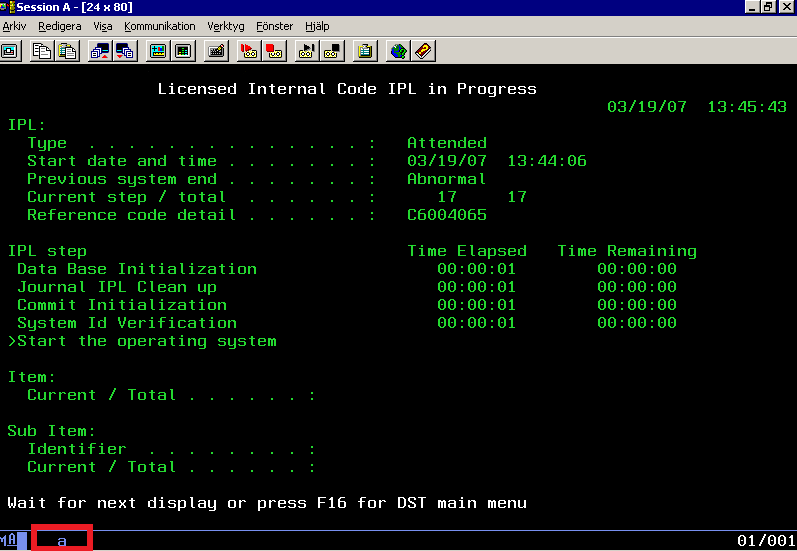 Session A - [24 x 80]
Arkiv Redigera Visa Kommunikation Verktyg Fönster Hjälp
Licensed Internal Code IPL in Progress
03/19/07 13:45:43
IPL:
Type . . . . . . . . . . . . . . . : Attended
Start date and time . . . . . . . : 03/19/07 13:44:06
Previous system end . . . . . . . : Abnormal
Current step / total . . . . . . : 17 17
Reference code detail . . . . . . : C6004065
IPL step Time Elapsed Time Remaining
Data Base Initialization 00:00:01 00:00:00
Journal IPL Clean up 00:00:01 00:00:00
Commit Initialization 00:00:01 00:00:00
System Id Verification 00:00:01 00:00:00
>Start the operating system
Item:
Current / Total . . . . . . :
Sub Item:
Identifier . . . . . . . . :
Current / Total . . . . . . :
Wait for next display or press F16 for DST main menu
MA a 01/001